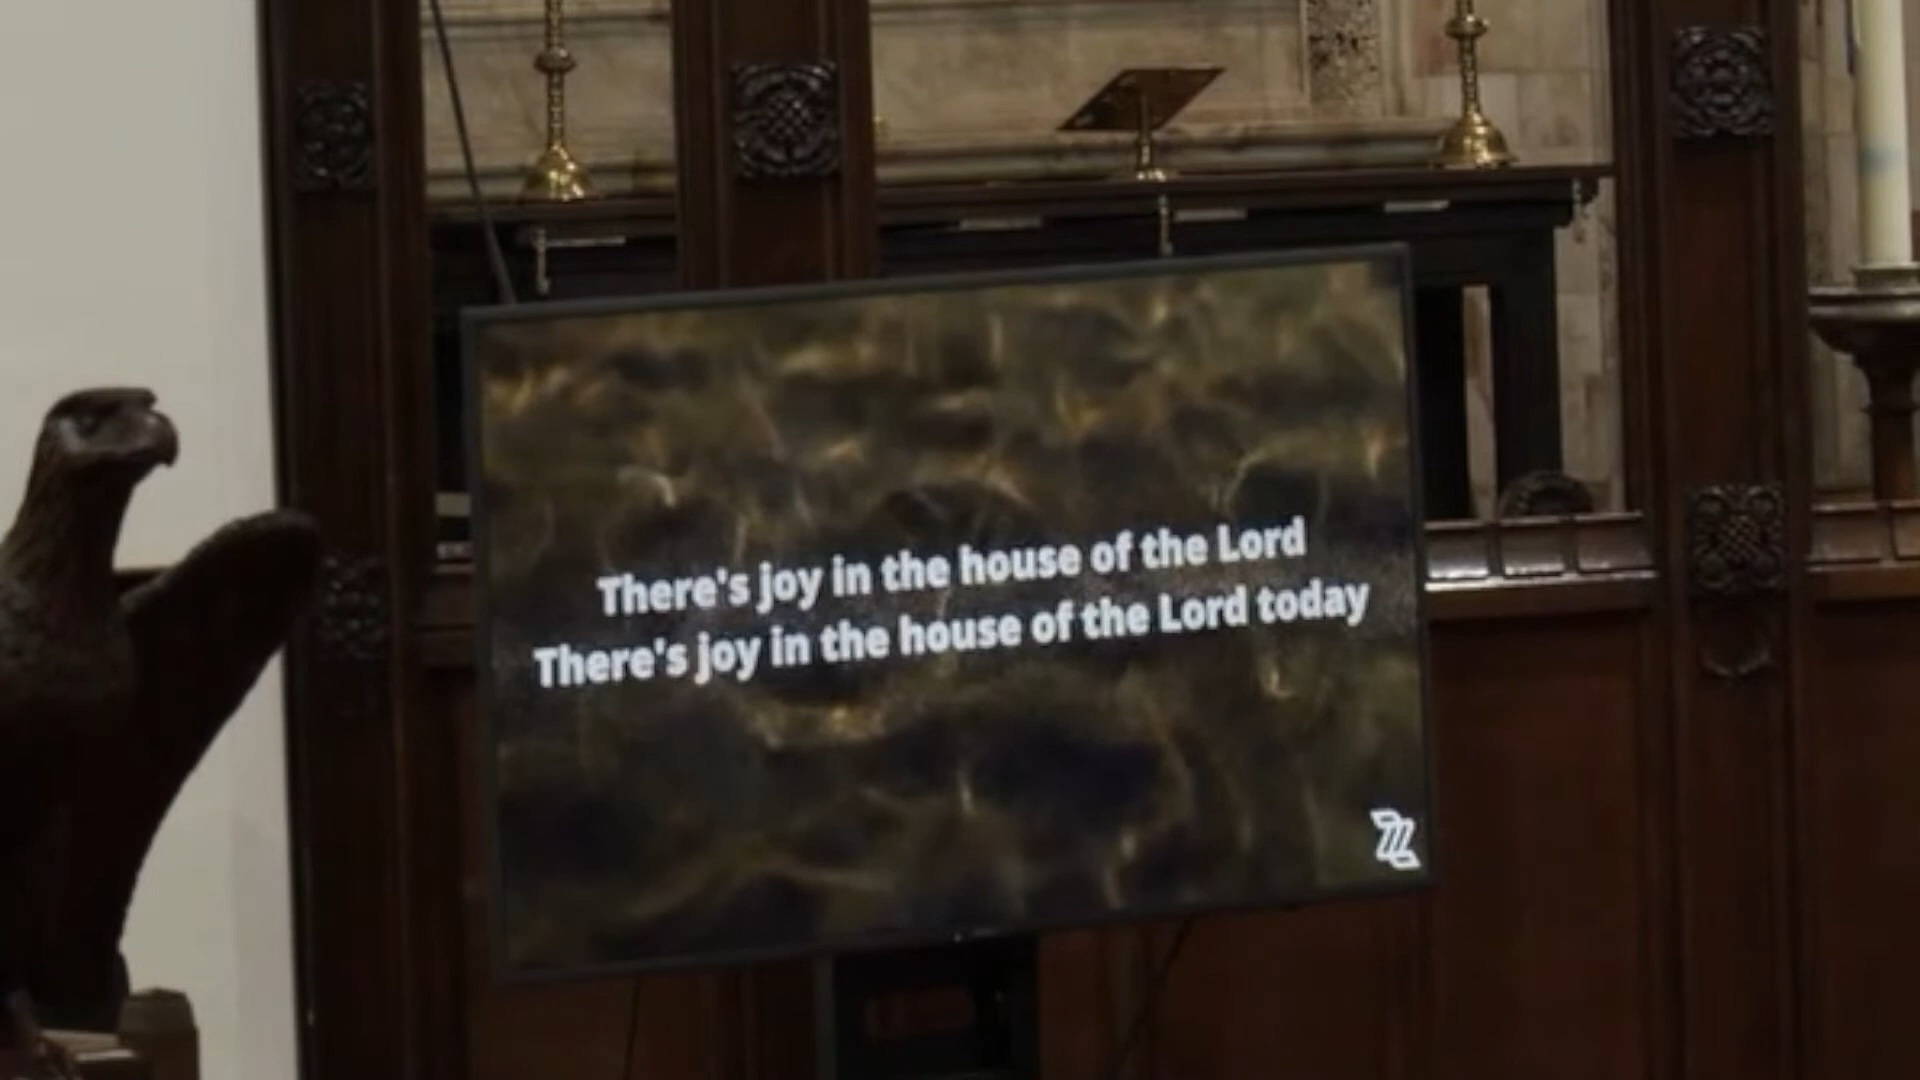 There's joy in the house of the Lord
There's joy in the house of the Lord today